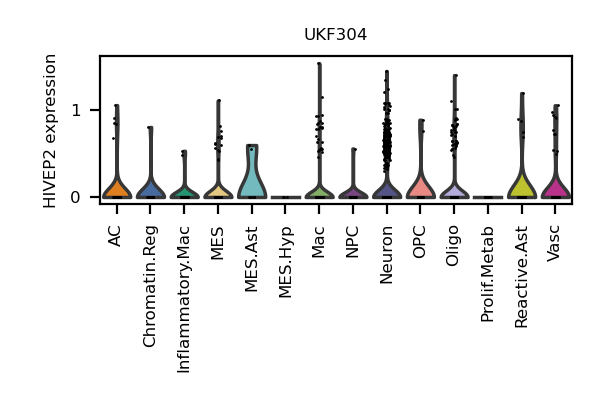 UKF304
HIVEP2 expression
1
0
AC
Chromatin.Reg
Inflammatory.Mac
MES
MES.Ast
MES.Hyp
Mac
NPC
Neuron
OPC
Oligo
Prolif.Metab
Reactive.Ast
Vasc